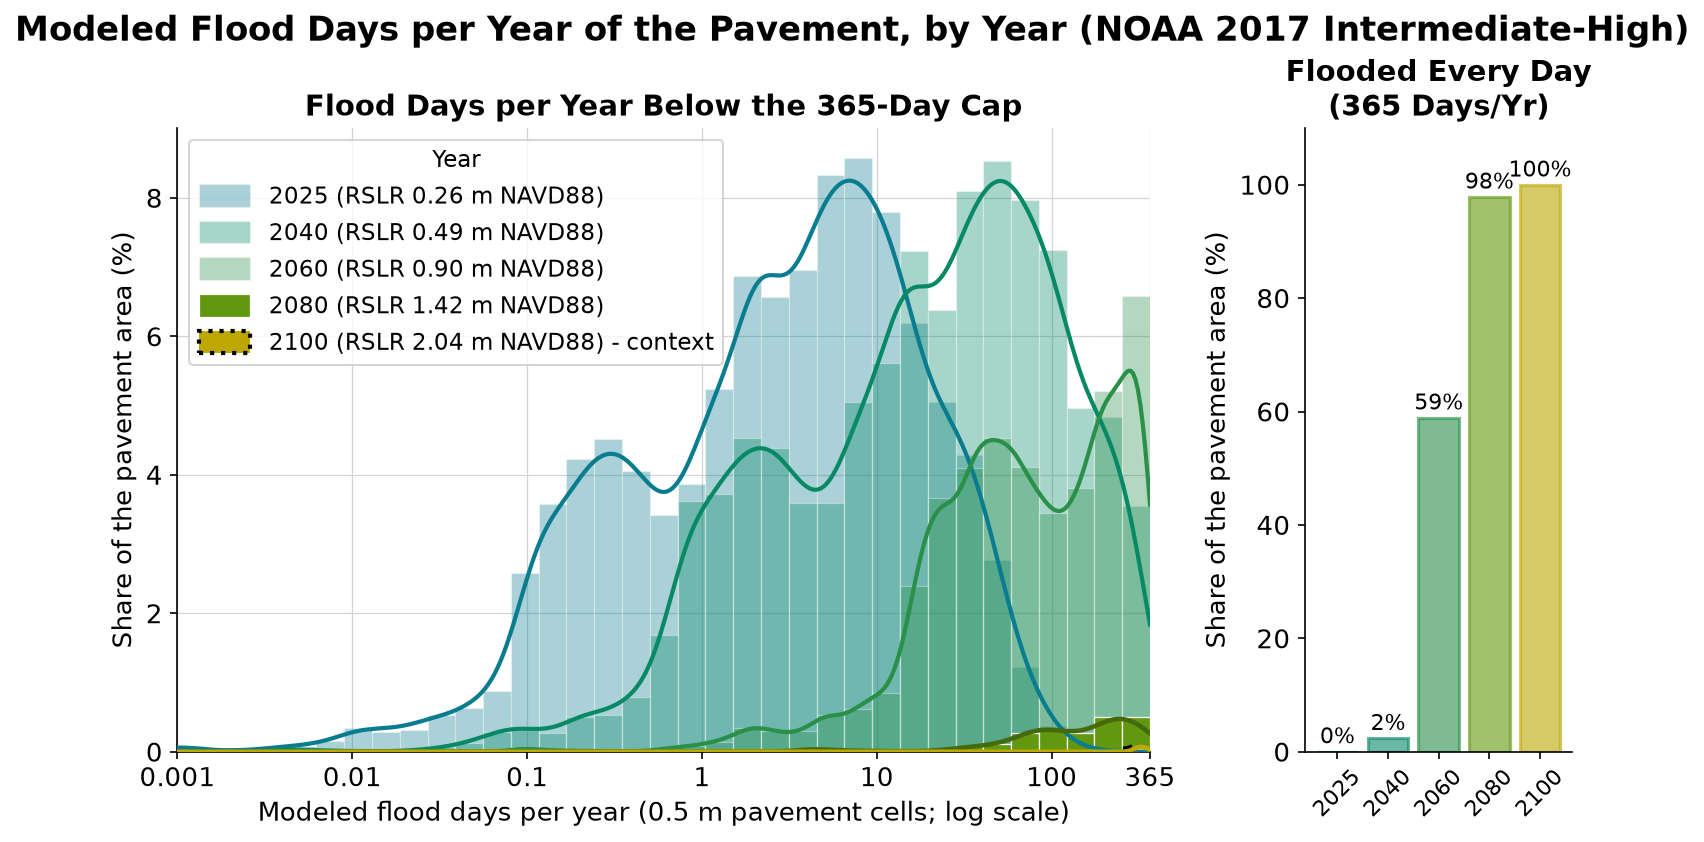 Modeled Flood Days per Year of the Pavement, by Year (NOAA 2017 Intermediate-High)
Flood Days per Year Below the 365-Day Cap
Share of the pavement area (%)
8
6
4
2
0
Year
2025 (RSLR 0.26 m NAVD88)
2040 (RSLR 0.49 m NAVD88)
2060 (RSLR 0.90 m NAVD88)
2080 (RSLR 1.42 m NAVD88)
2100 (RSLR 2.04 m NAVD88) - context
0.001 0.01 0.1 1 10 100 365
Modeled flood days per year (0.5 m pavement cells; log scale)
Flooded Every Day
(365 Days/Yr)
Share of the pavement area (%)
100
80
60
40
20
0
0% 2% 59% 98% 100%
2025 2040 2060 2080 2100